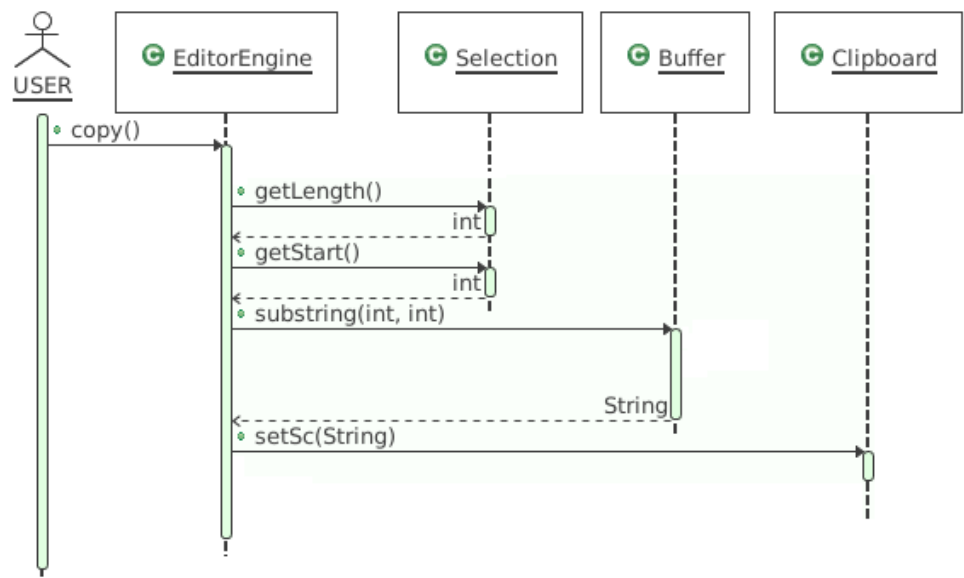 USER
C EditorEngine
C Selection
C Buffer
C Clipboard
copy()
getLength()
int
getStart()
int
substring(int, int)
String
setSc(String)